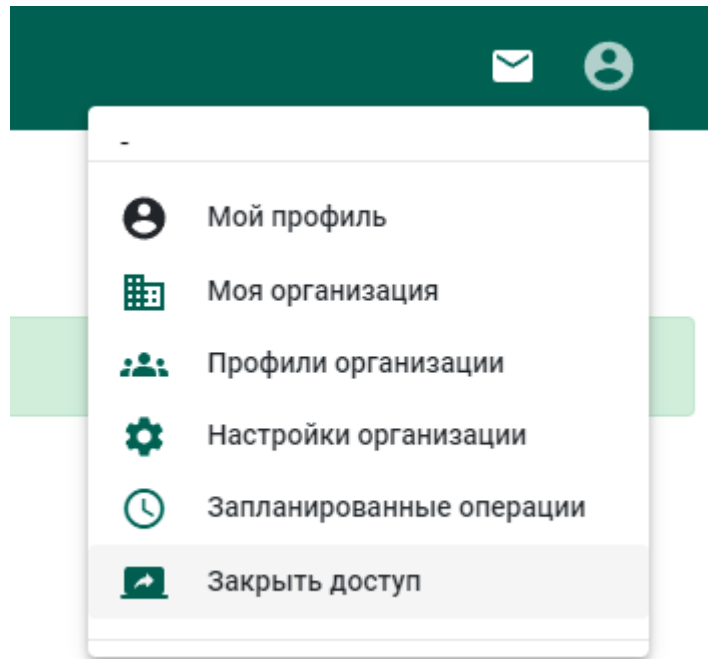 -
Мой профиль
Моя организация
Профили организации
Настройки организации
Запланированные операции
Закрыть доступ